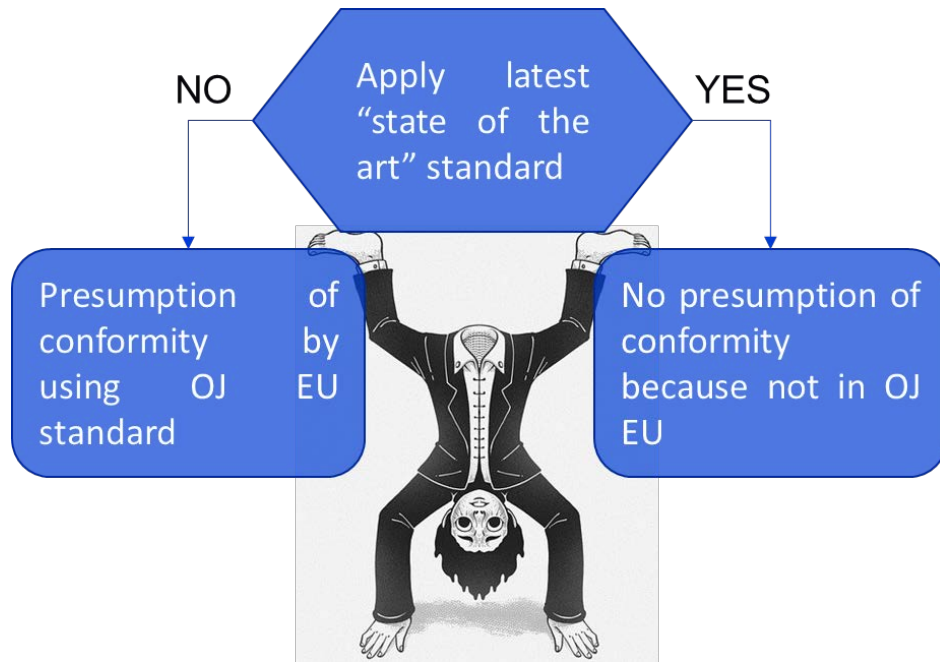 NO
Apply latest
“state of the
art” standard
YES
Presumption of
conformity by
using OJ EU
standard
No presumption of
conformity
because not in OJ
EU